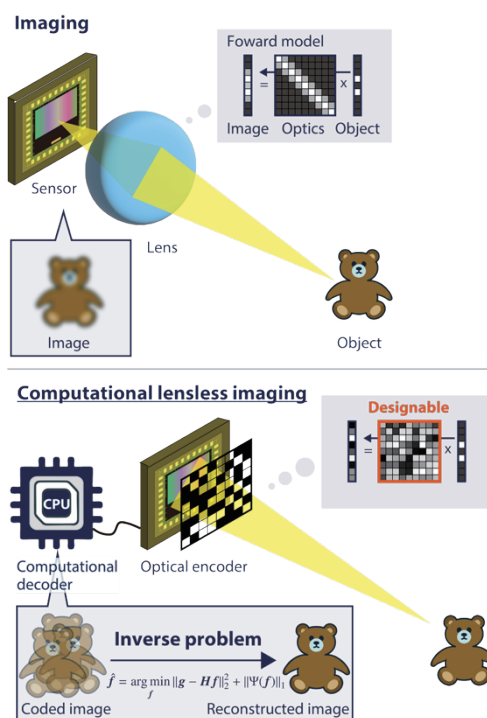 Imaging
Foward model
=
x
Image
Optics
Object
Sensor
Lens
Image
Object
Computational lensless imaging
Designable
=
x
CPU
Computational
decoder
Optical encoder
Inverse problem
f̂ = arg min ‖g − Hf‖₂² + ‖Ψ(f)‖₁
f
Coded image
Reconstructed image